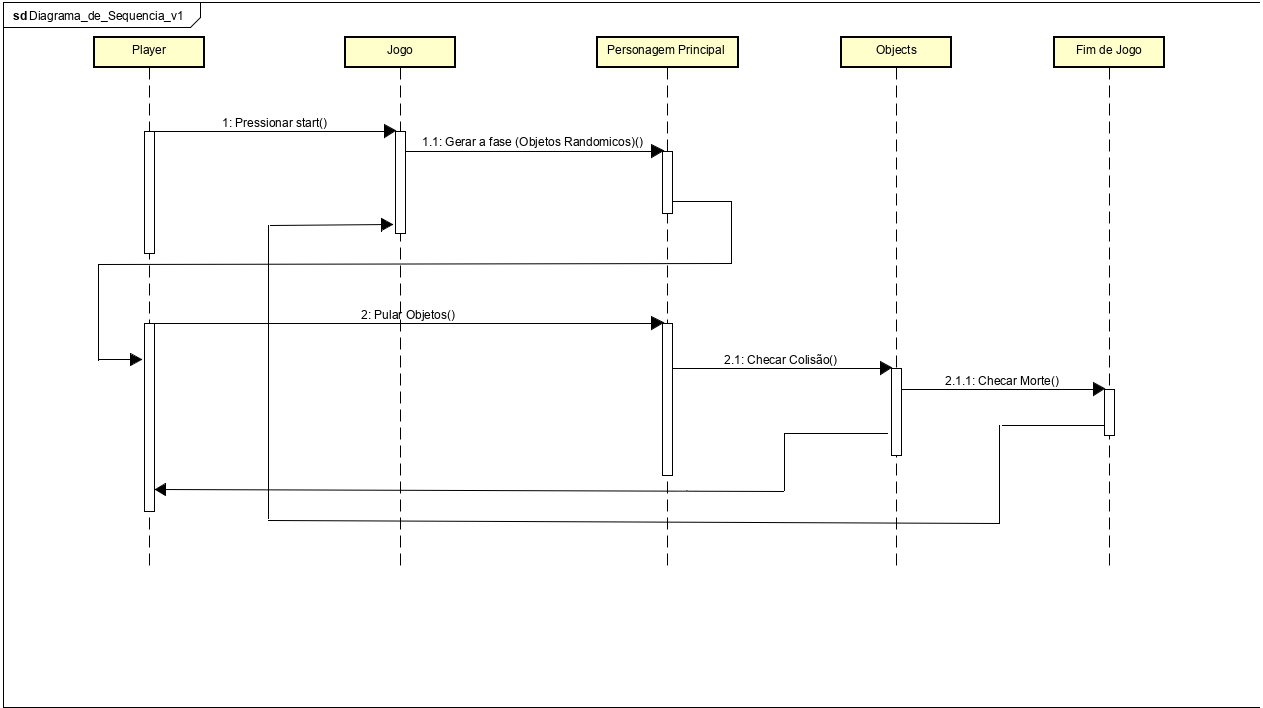 sd Diagrama_de_Sequencia_v1
Player
Jogo
Personagem Principal
Objects
Fim de Jogo
1: Pressionar start()
1.1: Gerar a fase (Objetos Randomicos)()
2: Pular Objetos()
2.1: Checar Colisão()
2.1.1: Checar Morte()